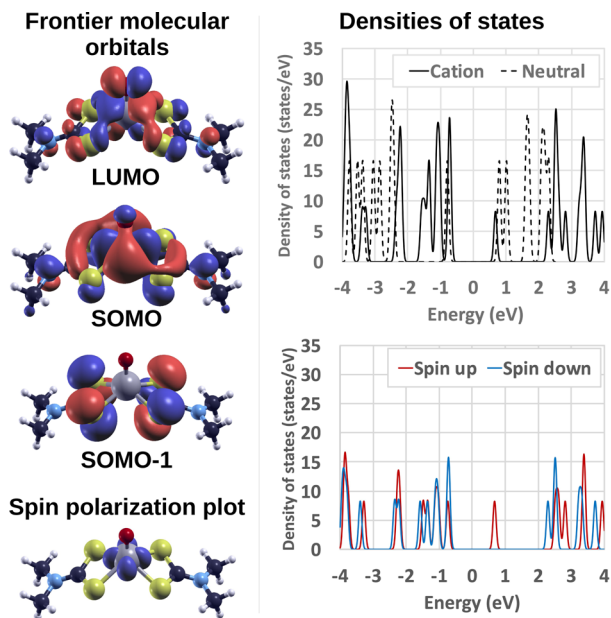 Frontier molecular
orbitals
LUMO
SOMO
SOMO-1
Spin polarization plot
Densities of states
Density of states (states/eV)
35
30
25
20
15
10
5
0
Cation Neutral
-4 -3 -2 -1 0 1 2 3 4
Energy (eV)
Density of states (states/eV)
35
30
25
20
15
10
5
0
Spin up Spin down
-4 -3 -2 -1 0 1 2 3 4
Energy (eV)